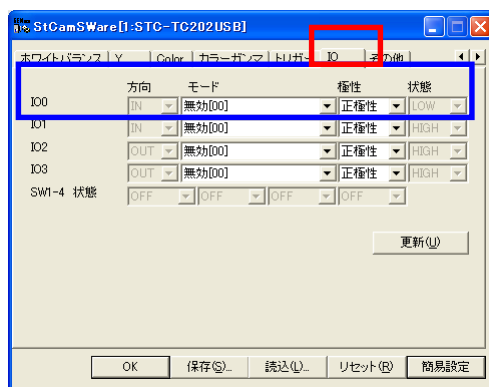 StCamSWare[1:STC-TC202USB]
ホワイトバランス Y Color カラーガンマ トリガー IO その他
方向 モード 極性 状態
IO0 IN 無効[00] 正極性 LOW
IO1 IN 無効[00] 正極性 HIGH
IO2 OUT 無効[00] 正極性 HIGH
IO3 OUT 無効[00] 正極性 HIGH
SW1-4 状態 OFF OFF OFF OFF
更新(U)
OK 保存(S)... 読込(L)... リセット(R) 簡易設定